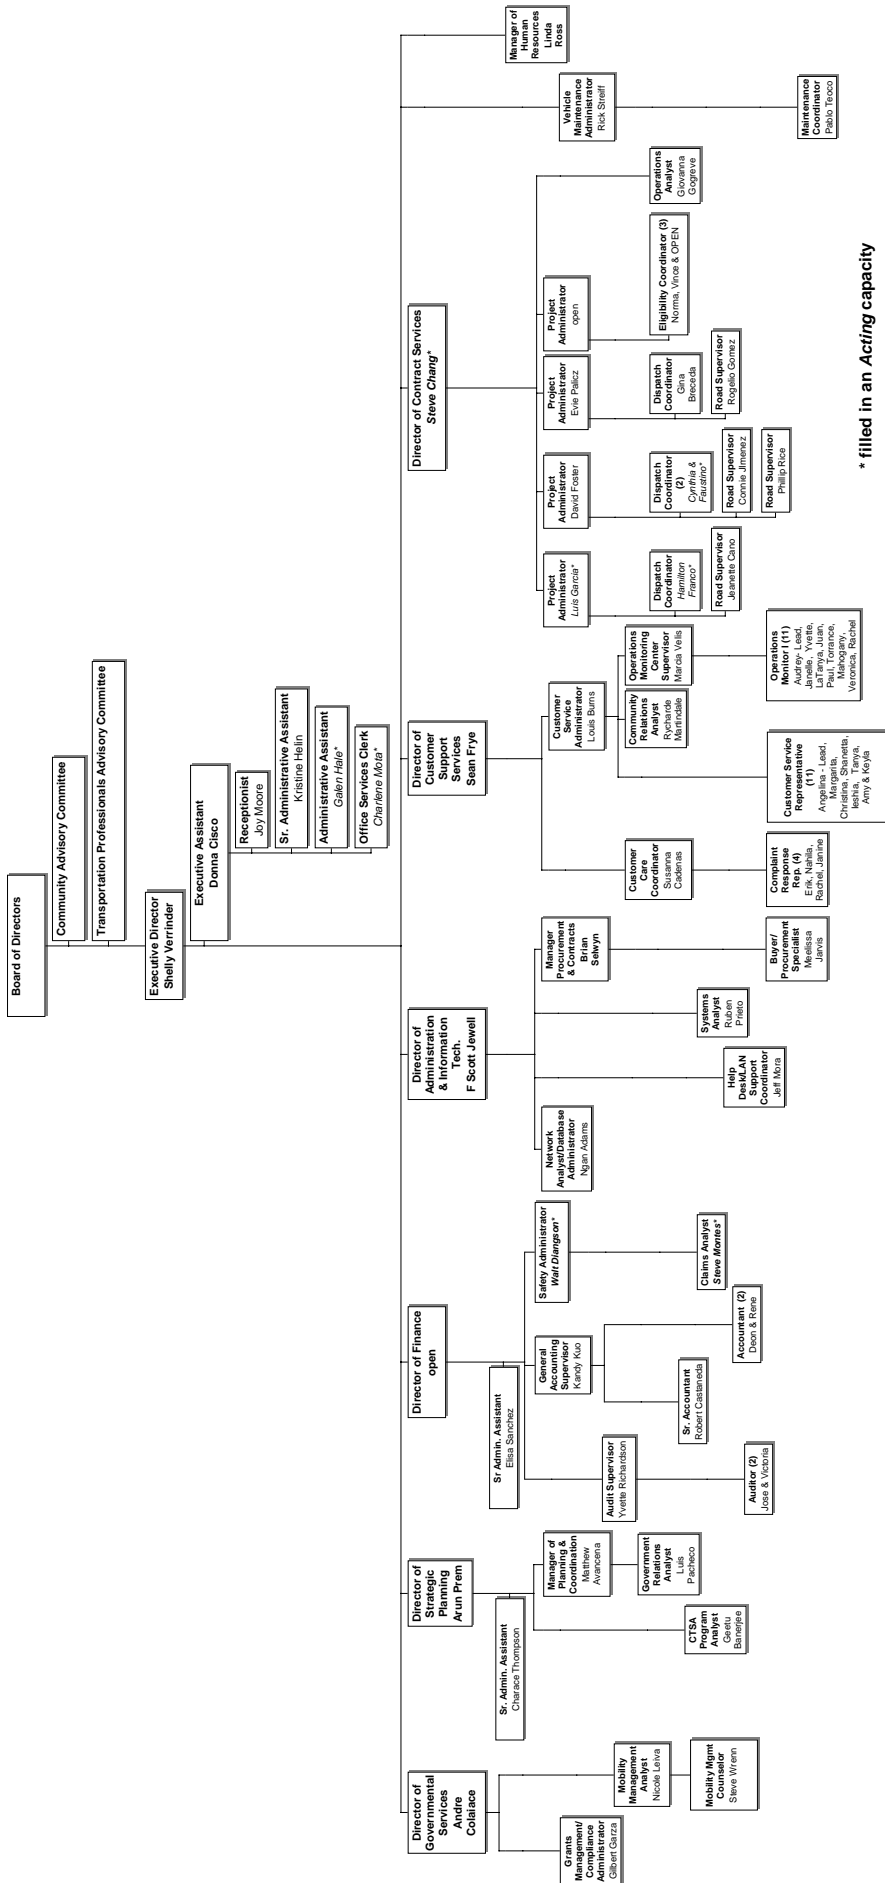 Board of Directors
Community Advisory Committee
Transportation Professionals Advisory Committee
Executive Director
Shelly Verrinder
Executive Assistant
Donna Cisco
Receptionist
Joy Moore
Sr. Administrative Assistant
Kristine Helin
Administrative Assistant
Galen Hale*
Office Services Clerk
Charlene Mota*
Director of
Governmental
Services
Andre
Colaiace
Grants
Management/
Compliance
Administrator
Gilbert Garza
Mobility
Management
Analyst
Nicole Leiva
Mobility Mgmt
Counselor
Steve Wrenn
Director of
Strategic
Planning
Arun Prem
Sr. Admin. Assistant
Charace Thompson
Manager of
Planning &
Coordination
Matthew
Avancena
Government
Relations
Analyst
Luis
Pacheco
CTSA
Program
Analyst
Geetu
Banerjee
Director of Finance
open
Sr Admin. Assistant
Elisa Sanchez
Audit Supervisor
Yvette Richardson
Auditor (2)
Jose & Victoria
General
Accounting
Supervisor
Kandy Kuo
Sr. Accountant
Robert Castaneda
Accountant (2)
Deon & Rene
Safety Administrator
Walt Diangson*
Claims Analyst
Steve Montes*
Director of
Administration
& Information
Tech.
F Scott Jewell
Network
Analyst/Database
Administrator
Ngan Adams
Help
Desk/LAN
Support
Coordinator
Jeff Mora
Systems
Analyst
Ruben
Prieto
Manager
Procurement
& Contracts
Brian
Selwyn
Buyer/
Procurement
Specialist
Meelissa
Jarvis
Director of
Customer
Support
Services
Sean Frye
Customer
Care
Coordinator
Susanna
Cadenas
Complaint
Response
Rep. (4)
Erik, Nahila,
Rachel, Janine
Customer
Service
Administrator
Louis Burns
Community
Relations
Analyst
Rycharde
Martindale
Customer Service
Representative
(11)
Angelina - Lead,
Margarita,
Christina, Shanetta,
Ieshia, Tanya,
Amy & Keyla
Operations
Monitoring
Center
Supervisor
Marcia Velis
Operations
Monitor I (11)
Audrey- Lead,
Janelle, Yvette,
LaTanya, Juan,
Paul, Torrance,
Mahogany,
Veronica, Rachel
Director of Contract Services
Steve Chang*
Project
Administrator
Luis Garcia*
Dispatch
Coordinator
Hamilton
Franco*
Road Supervisor
Jeanette Cano
Project
Administrator
David Foster
Dispatch
Coordinator
(2)
Cynthia &
Faustino*
Road Supervisor
Connie JImenez
Road Supervisor
Phillip Rice
Project
Administrator
Evie Palicz
Dispatch
Coordinator
Gina
Breceda
Road Supervisor
Rogelio Gomez
Project
Administrator
open
Eligibility Coordinator (3)
Norma, Vince & OPEN
Operations
Analyst
Giovanna
Gogreve
Vehicle
Maintenance
Administrator
Rick Streiff
Maintenance
Coordinator
Pablo Teoco
Manager of
Human
Resources
Linda
Ross
* filled in an Acting capacity